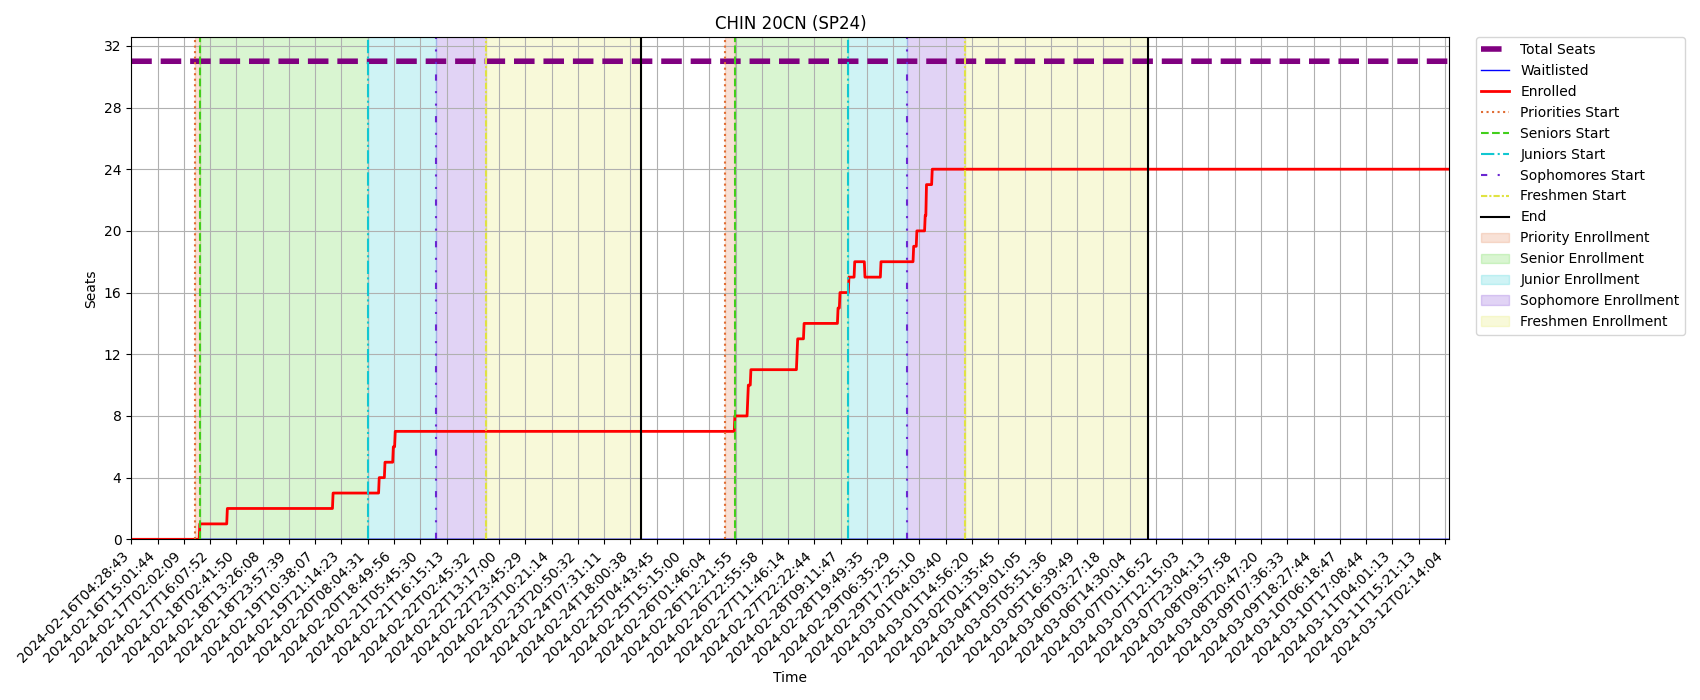 CHIN 20CN (SP24)
32
28
24
20
16
12
8
4
0
Seats
2024-02-16T04:28:43
2024-02-16T15:01:44
2024-02-17T02:02:09
2024-02-17T16:07:52
2024-02-18T02:41:50
2024-02-18T13:26:08
2024-02-18T23:57:39
2024-02-19T10:38:07
2024-02-19T21:14:23
2024-02-20T08:04:31
2024-02-20T18:49:56
2024-02-21T05:45:30
2024-02-21T16:15:13
2024-02-22T02:45:32
2024-02-22T13:17:00
2024-02-22T23:45:29
2024-02-23T10:21:14
2024-02-23T20:50:32
2024-02-24T07:31:11
2024-02-24T18:00:38
2024-02-25T04:43:45
2024-02-25T15:15:00
2024-02-26T01:46:04
2024-02-26T12:21:55
2024-02-26T22:55:58
2024-02-27T11:46:14
2024-02-27T22:22:44
2024-02-28T09:11:47
2024-02-28T19:49:35
2024-02-29T06:35:29
2024-02-29T17:25:10
2024-03-01T04:03:40
2024-03-01T14:56:20
2024-03-02T01:35:45
2024-03-04T19:01:05
2024-03-05T05:51:36
2024-03-05T16:39:49
2024-03-06T03:27:18
2024-03-06T14:30:04
2024-03-07T01:16:52
2024-03-07T12:15:03
2024-03-07T23:04:13
2024-03-08T09:57:58
2024-03-08T20:47:20
2024-03-09T07:36:33
2024-03-09T18:27:44
2024-03-10T06:18:47
2024-03-10T17:08:44
2024-03-11T04:01:13
2024-03-11T15:21:13
2024-03-12T02:14:04
Time
Total Seats
Waitlisted
Enrolled
Priorities Start
Seniors Start
Juniors Start
Sophomores Start
Freshmen Start
End
Priority Enrollment
Senior Enrollment
Junior Enrollment
Sophomore Enrollment
Freshmen Enrollment